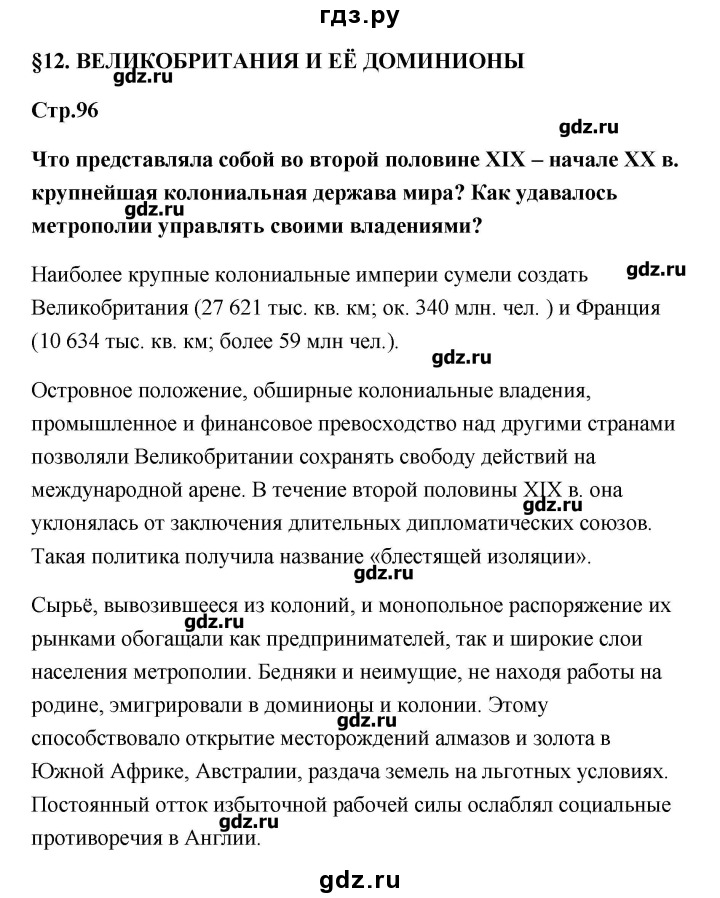 гдз.ру
§12. ВЕЛИКОБРИТАНИЯ И ЕЁ ДОМИНИОНЫ
gdz.ru
Стр.96
gdz.ru
Что представляла собой во второй половине XIX – начале XX в.
крупнейшая колониальная держава мира? Как удавалось
gdz.ru
метрополии управлять своими владениями?
Наиболее крупные колониальные империи сумели создать
gdz.ru
Великобритания (27 621 тыс. кв. км; ок. 340 млн. чел. ) и Франция
(10 634 тыс. кв. км; более 59 млн чел.).
gdz.ru
Островное положение, обширные колониальные владения,
промышленное и финансовое превосходство над другими странами
позволяли Великобритании сохранять свободу действий на
международной арене. В течение второй половины XIX в. она
gdz.ru
уклонялась от заключения длительных дипломатических союзов.
Такая политика получила название «блестящей изоляции».
gdz.ru
Сырьё, вывозившееся из колоний, и монопольное распоряжение их
gdz.ru
рынками обогащали как предпринимателей, так и широкие слои
населения метрополии. Бедняки и неимущие, не находя работы на
родине, эмигрировали в доминионы и колонии. Этому
gdz.ru
способствовало открытие месторождений алмазов и золота в
Южной Африке, Австралии, раздача земель на льготных условиях.
Постоянный отток избыточной рабочей силы ослаблял социальные
gdz.ru
противоречия в Англии.
gdz.ru